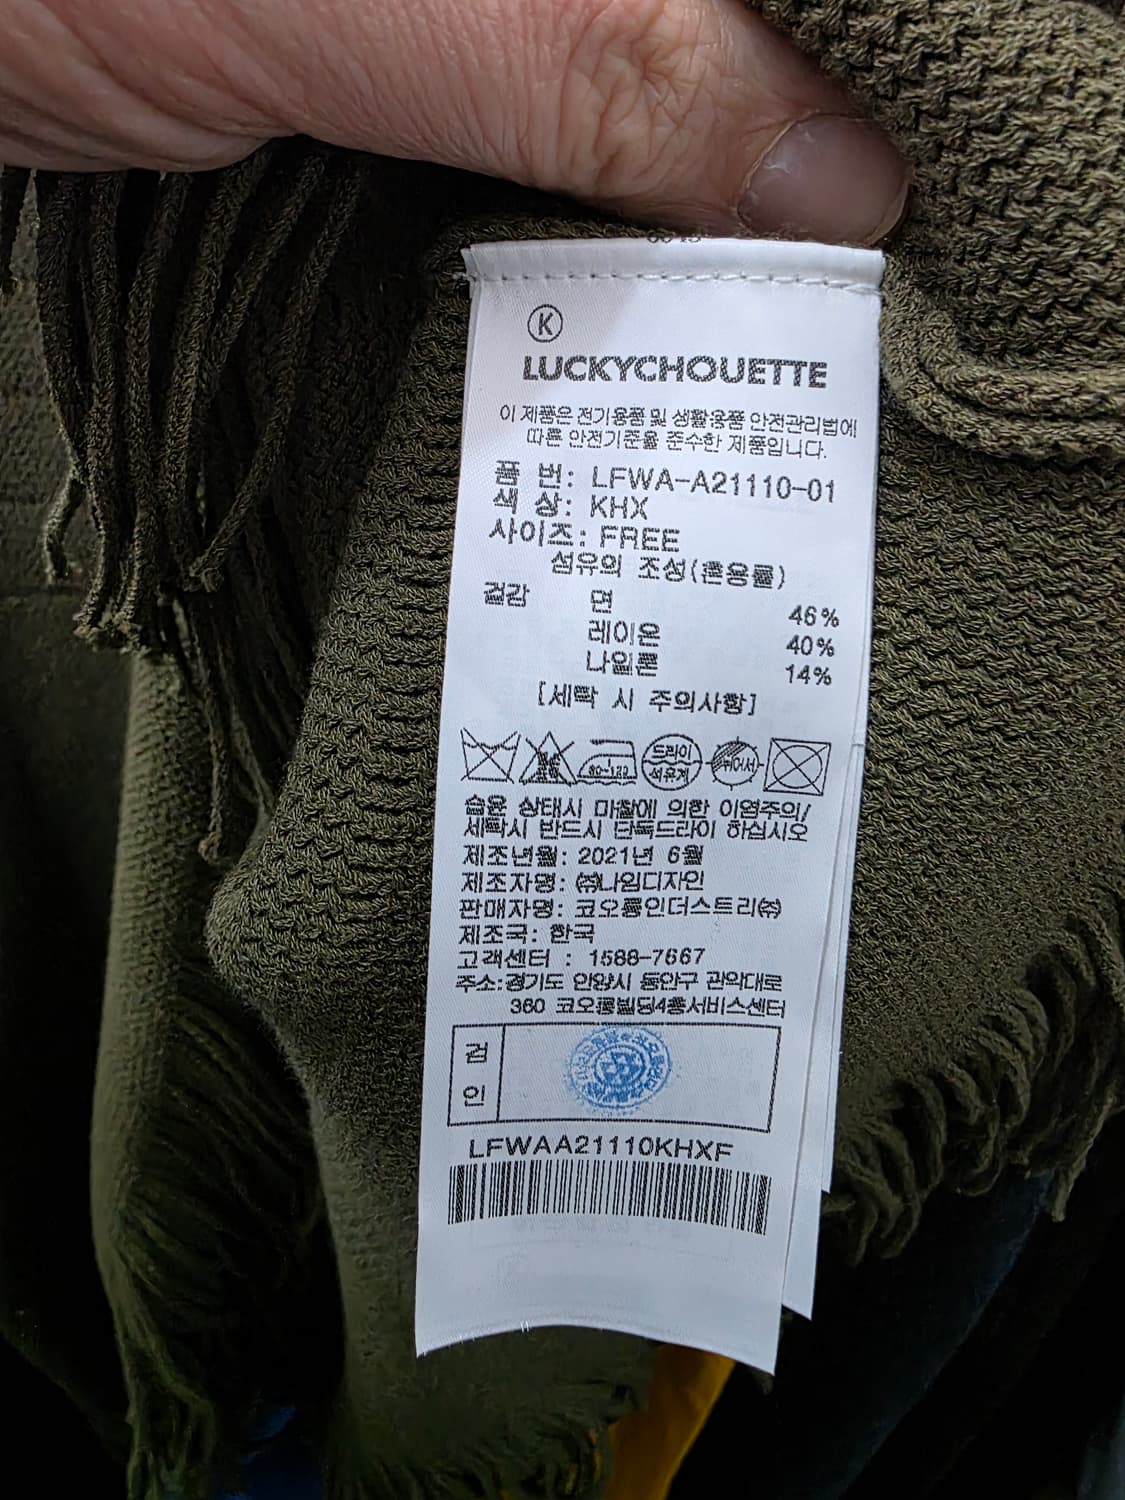 Ⓚ
LUCKYCHOUETTE
이 제품은 전기용품 및 생활용품 안전관리법에
따른 안전기준을 준수한 제품입니다.
품 번: LFWA-A21110-01
색 상: KHX
사이즈: FREE
섬유의 조성(혼용률)
겉감 면 46%
레이온 40%
나일론 14%
[세탁 시 주의사항]
80-120 드라이 석유계
습윤 상태시 마찰에 의한 이염주의/
세탁시 반드시 단독드라이 하십시오
제조년월: 2021년 6월
제조자명: ㈜나임디자인
판매자명: 코오롱인더스트리㈜
제조국: 한국
고객센터 : 1588-7667
주소:경기도 안양시 동안구 관악대로
360 코오롱빌딩4층서비스센터
검인
LFWAA21110KHXF